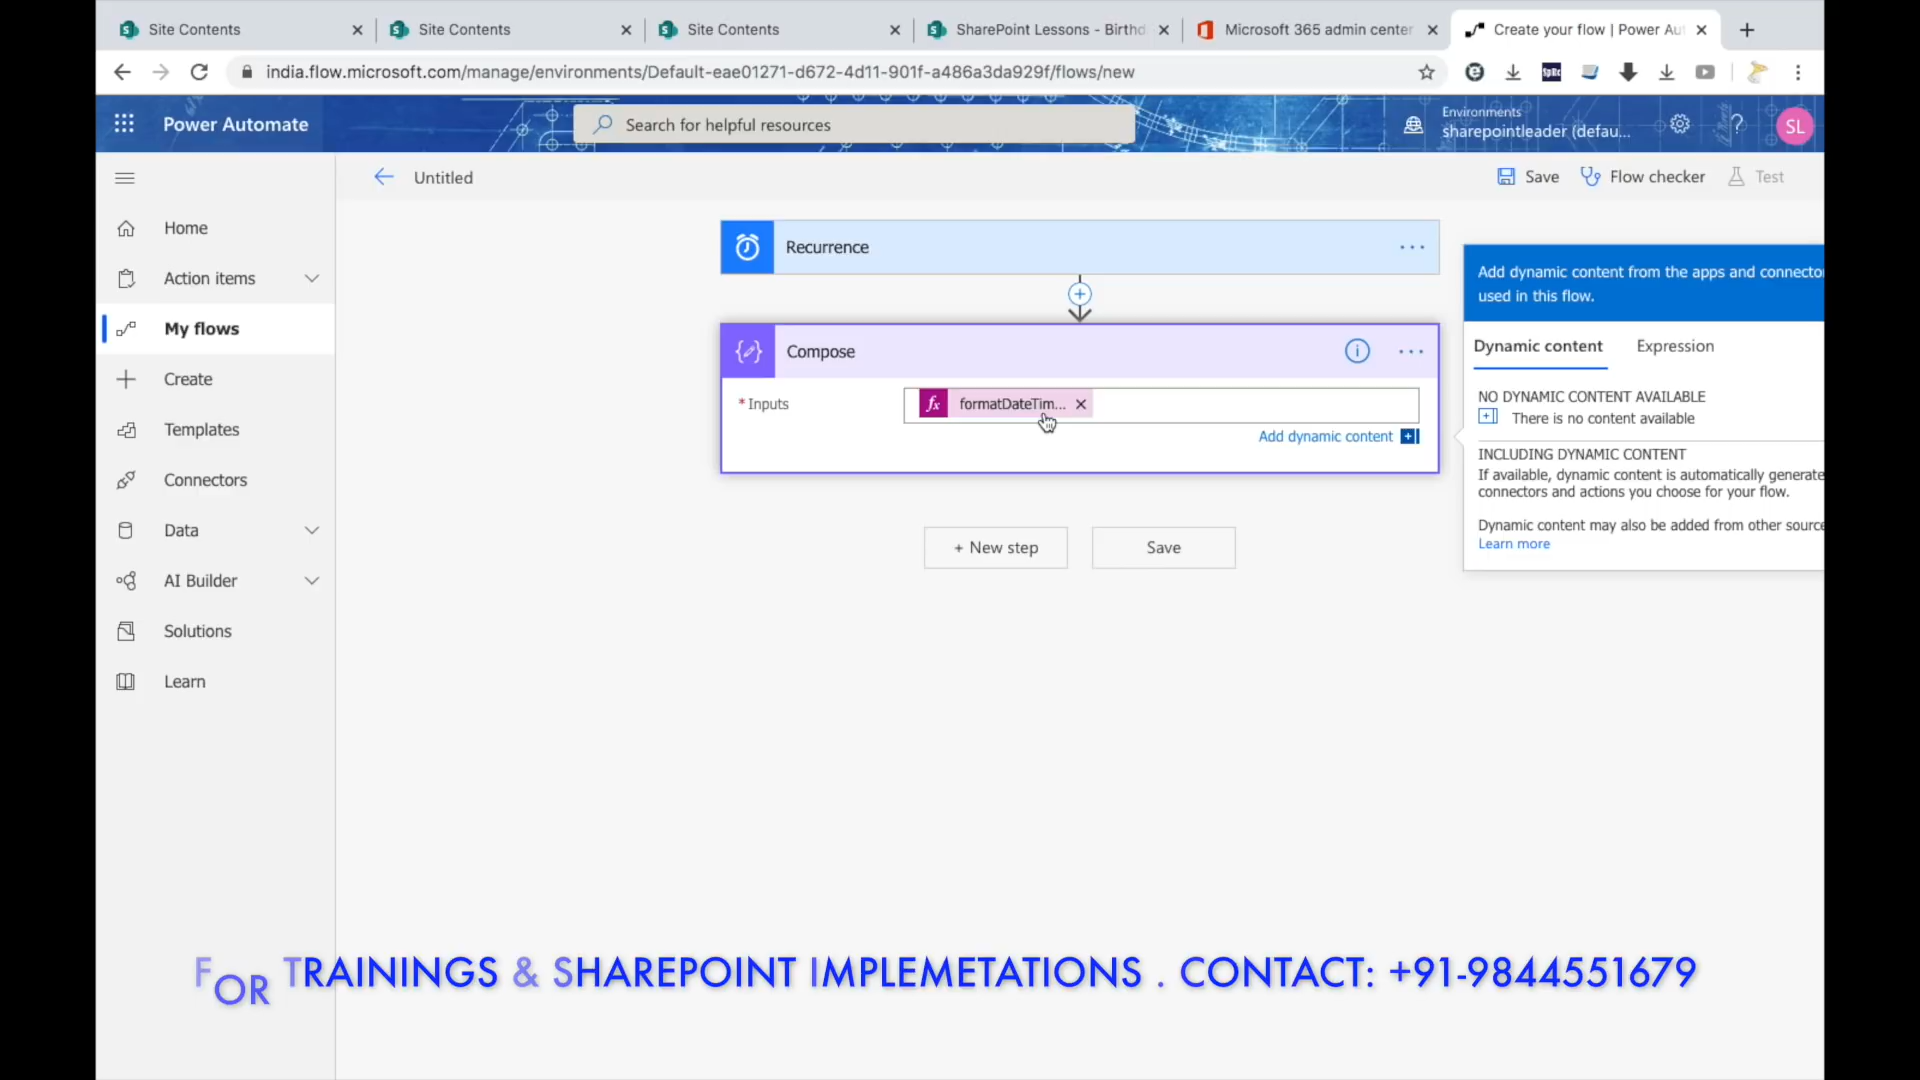 Site Contents
Site Contents
Site Contents
SharePoint Lessons - Birthd
Microsoft 365 admin center
Create your flow | Power Aut
india.flow.microsoft.com/manage/environments/Default-eae01271-d672-4d11-901f-a486a3da929f/flows/new
Power Automate
Search for helpful resources
Environments
sharepointleader (defau...
SL
Untitled
Save
Flow checker
Test
Home
Action items
My flows
Create
Templates
Connectors
Data
AI Builder
Solutions
Learn
Recurrence
Compose
* Inputs
fx
formatDateTim...
Add dynamic content
+ New step
Save
Add dynamic content from the apps and connecto
used in this flow.
Dynamic content
Expression
NO DYNAMIC CONTENT AVAILABLE
There is no content available
INCLUDING DYNAMIC CONTENT
If available, dynamic content is automatically generate
connectors and actions you choose for your flow.
Dynamic content may also be added from other source
Learn more
FOR TRAININGS & SHAREPOINT IMPLEMETATIONS . CONTACT: +91-9844551679